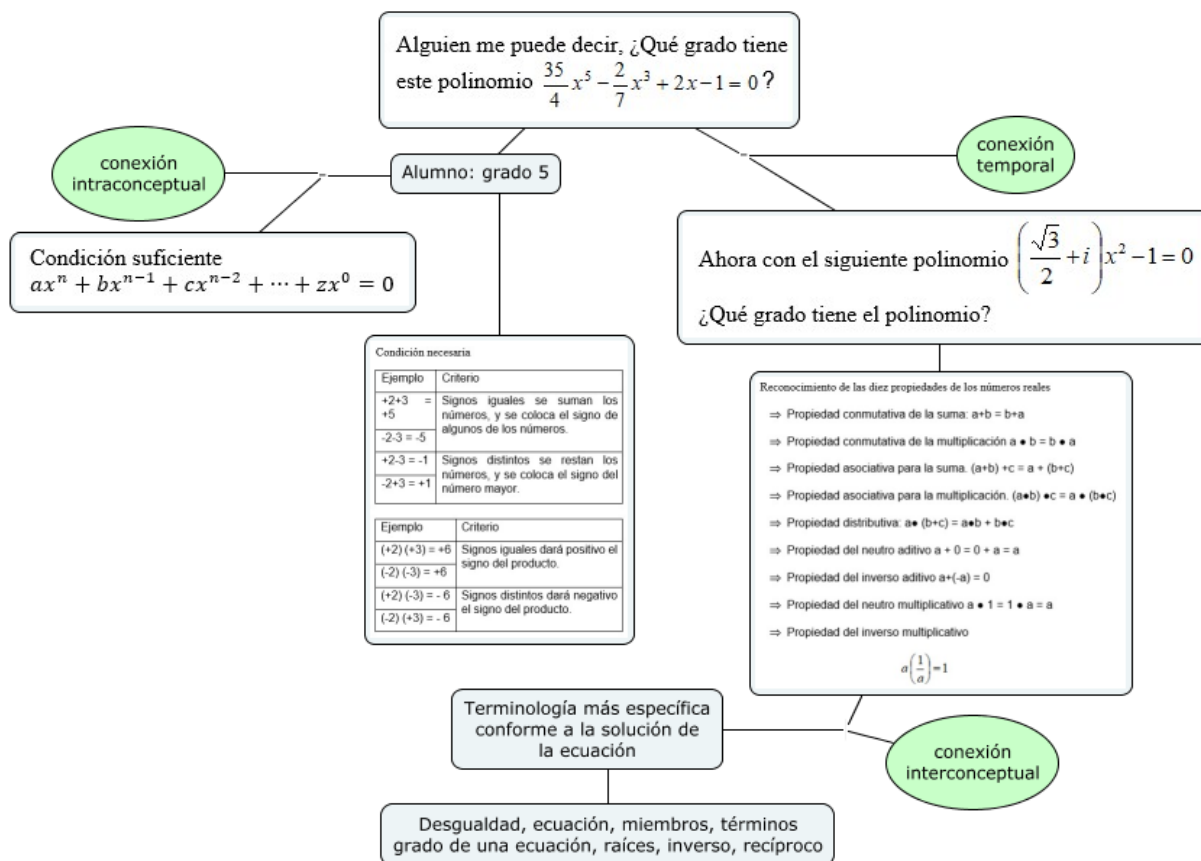 Alguien me puede decir, ¿Qué grado tiene
este polinomio 35/4 x⁵ − 2/7 x³ + 2x − 1 = 0 ?
conexión
intraconceptual
Alumno: grado 5
conexión
temporal
Condición suficiente
axⁿ + bxⁿ⁻¹ + cxⁿ⁻² + ⋯ + zx⁰ = 0
Ahora con el siguiente polinomio (√3/2 + i) x² − 1 = 0
¿Qué grado tiene el polinomio?
Condición necesaria
Ejemplo Criterio
+2+3 = Signos iguales se suman los
+5 números, y se coloca el signo de
-2-3 = -5 algunos de los números.
+2-3 = -1 Signos distintos se restan los
-2+3 = +1 números, y se coloca el signo del
número mayor.
Ejemplo Criterio
(+2) (+3) = +6 Signos iguales dará positivo el
(-2) (-3) = +6 signo del producto.
(+2) (-3) = - 6 Signos distintos dará negativo
(-2) (+3) = - 6 el signo del producto.
Reconocimiento de las diez propiedades de los números reales
⇒ Propiedad conmutativa de la suma: a+b = b+a
⇒ Propiedad conmutativa de la multiplicación a • b = b • a
⇒ Propiedad asociativa para la suma. (a+b) +c = a + (b+c)
⇒ Propiedad asociativa para la multiplicación. (a•b) •c = a • (b•c)
⇒ Propiedad distributiva: a• (b+c) = a•b + b•c
⇒ Propiedad del neutro aditivo a + 0 = 0 + a = a
⇒ Propiedad del inverso aditivo a+(-a) = 0
⇒ Propiedad del neutro multiplicativo a • 1 = 1 • a = a
⇒ Propiedad del inverso multiplicativo
a(1/a)=1
Terminología más específica
conforme a la solución de
la ecuación
conexión
interconceptual
Desgualdad, ecuación, miembros, términos
grado de una ecuación, raíces, inverso, recíproco